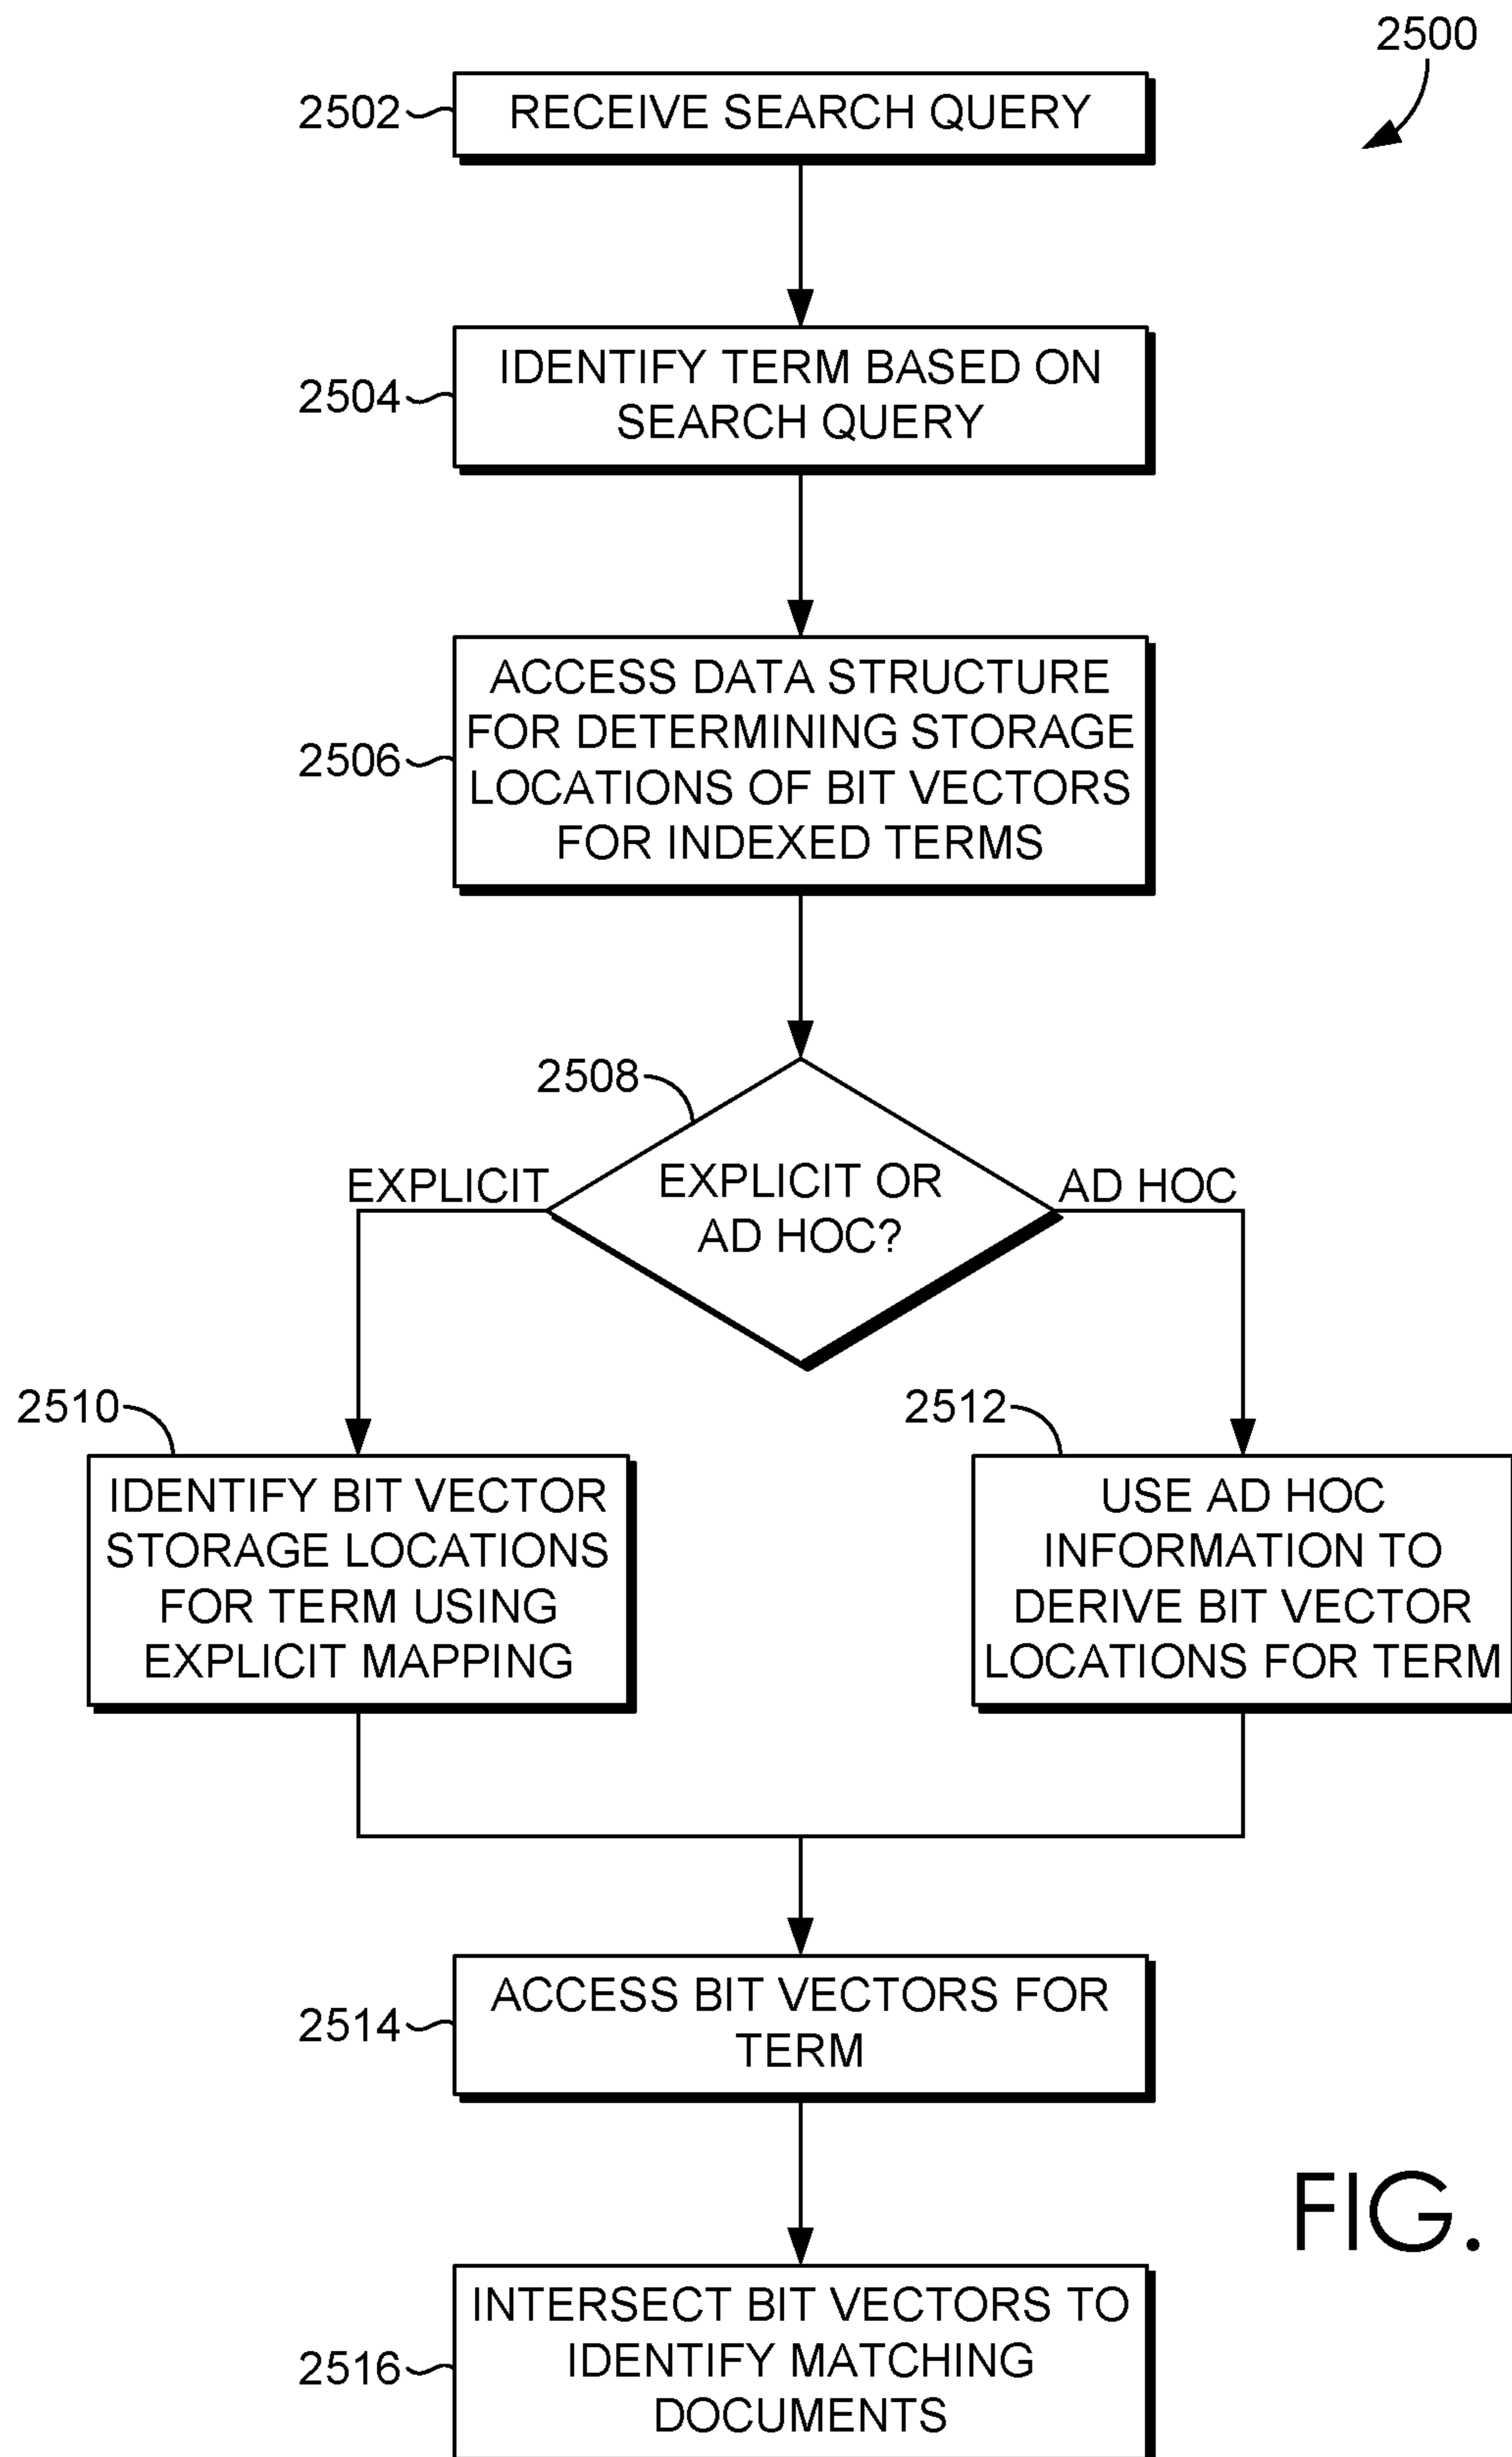 2500
2502
RECEIVE SEARCH QUERY
2504
IDENTIFY TERM BASED ON
SEARCH QUERY
2506
ACCESS DATA STRUCTURE
FOR DETERMINING STORAGE
LOCATIONS OF BIT VECTORS
FOR INDEXED TERMS
2508
EXPLICIT OR
AD HOC?
EXPLICIT
AD HOC
2510
IDENTIFY BIT VECTOR
STORAGE LOCATIONS
FOR TERM USING
EXPLICIT MAPPING
2512
USE AD HOC
INFORMATION TO
DERIVE BIT VECTOR
LOCATIONS FOR TERM
2514
ACCESS BIT VECTORS FOR
TERM
2516
INTERSECT BIT VECTORS TO
IDENTIFY MATCHING
DOCUMENTS
FIG.